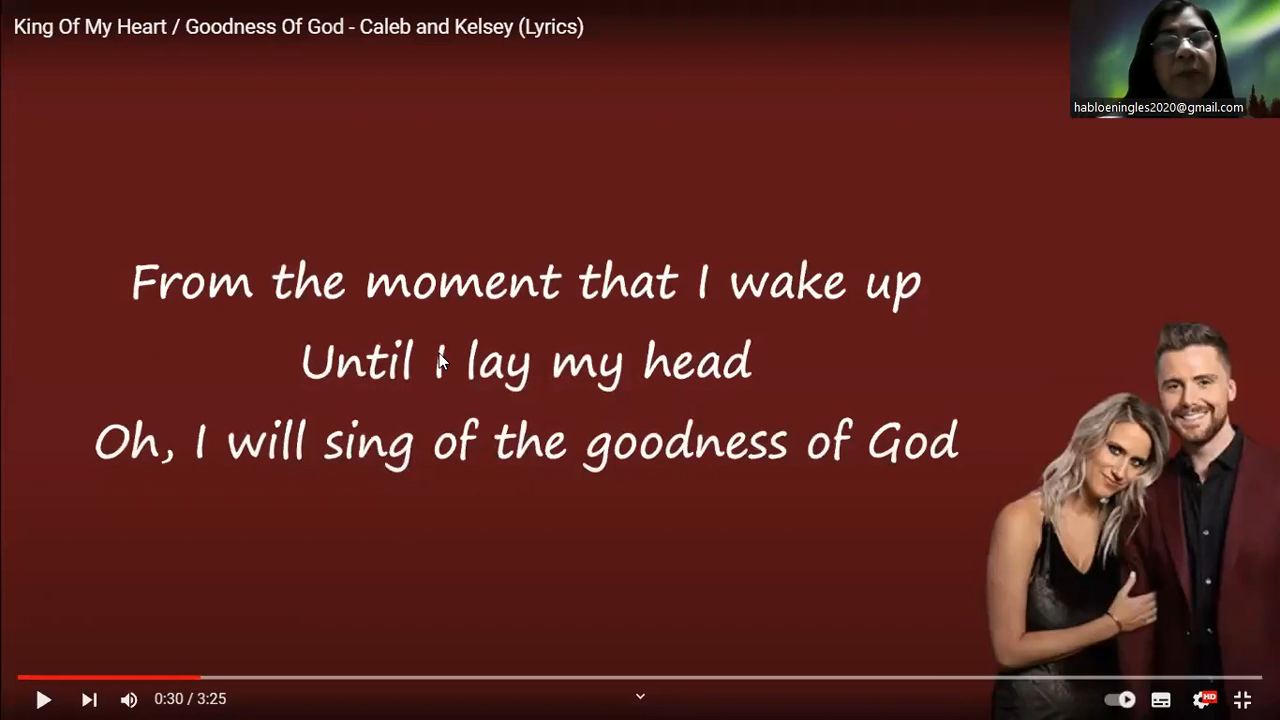 King Of My Heart / Goodness Of God - Caleb and Kelsey (Lyrics)
habloeningles2020@gmail.com
From the moment that I wake up
Until I lay my head
Oh, I will sing of the goodness of God
0:30 / 3:25
HD